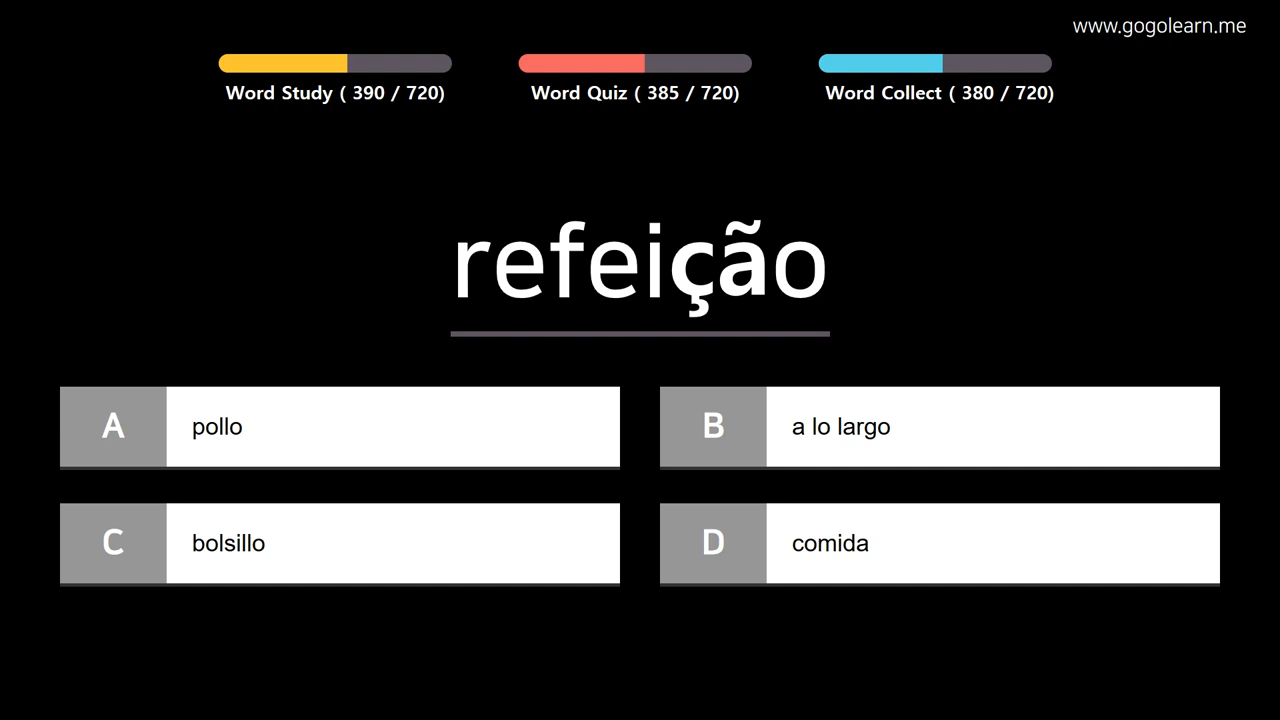 www.gogolearn.me
Word Study ( 390 / 720)
Word Quiz ( 385 / 720)
Word Collect ( 380 / 720)
refeição
A
pollo
B
a lo largo
C
bolsillo
D
comida